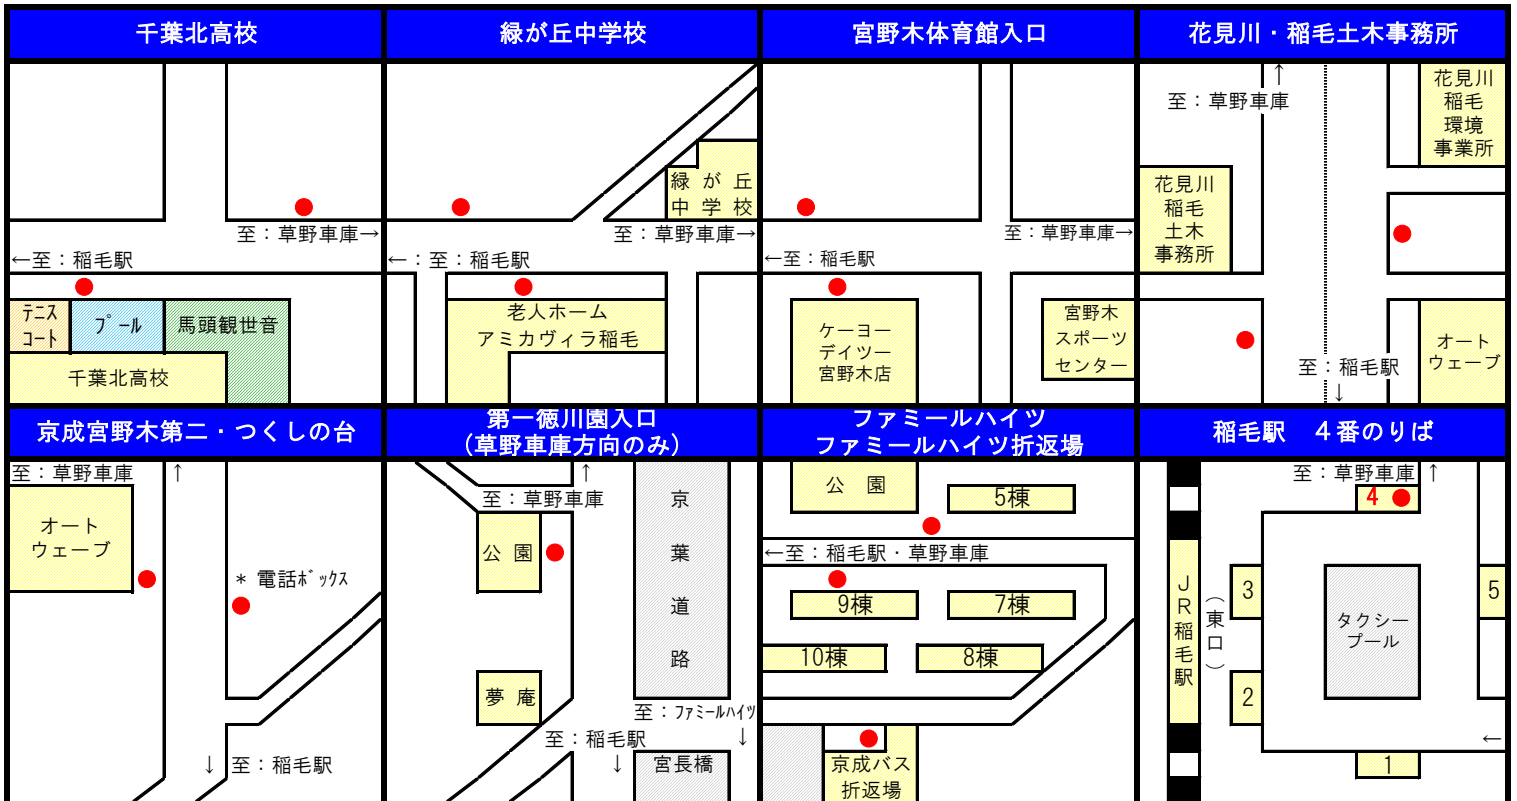 千葉北高校
至：草野車庫→
←至：稲毛駅
テニス
コート
プール
馬頭観世音
千葉北高校
緑が丘中学校
緑が丘
中学校
至：草野車庫→
←：至：稲毛駅
老人ホーム
アミカヴィラ稲毛
宮野木体育館入口
至：草野車庫→
←至：稲毛駅
ケーヨー
デイツー
宮野木店
宮野木
スポーツ
センター
花見川・稲毛土木事務所
↑
至：草野車庫
花見川
稲毛
環境
事業所
花見川
稲毛
土木
事務所
至：稲毛駅
↓
オート
ウェーブ
京成宮野木第二・つくしの台
至：草野車庫 ↑
オート
ウェーブ
＊ 電話ボックス
↓ 至：稲毛駅
第一徳川園入口
(草野車庫方向のみ)
↑
至：草野車庫
京葉道路
公園
夢庵
至：ファミールハイツ
↓
至：稲毛駅
↓
宮長橋
ファミールハイツ
ファミールハイツ折返場
公園
5棟
←至：稲毛駅・草野車庫
9棟
7棟
10棟
8棟
京成バス
折返場
稲毛駅　４番のりば
至：草野車庫 ↑
4
3
5
ＪＲ稲毛駅
（東口）
タクシー
プール
2
←
1